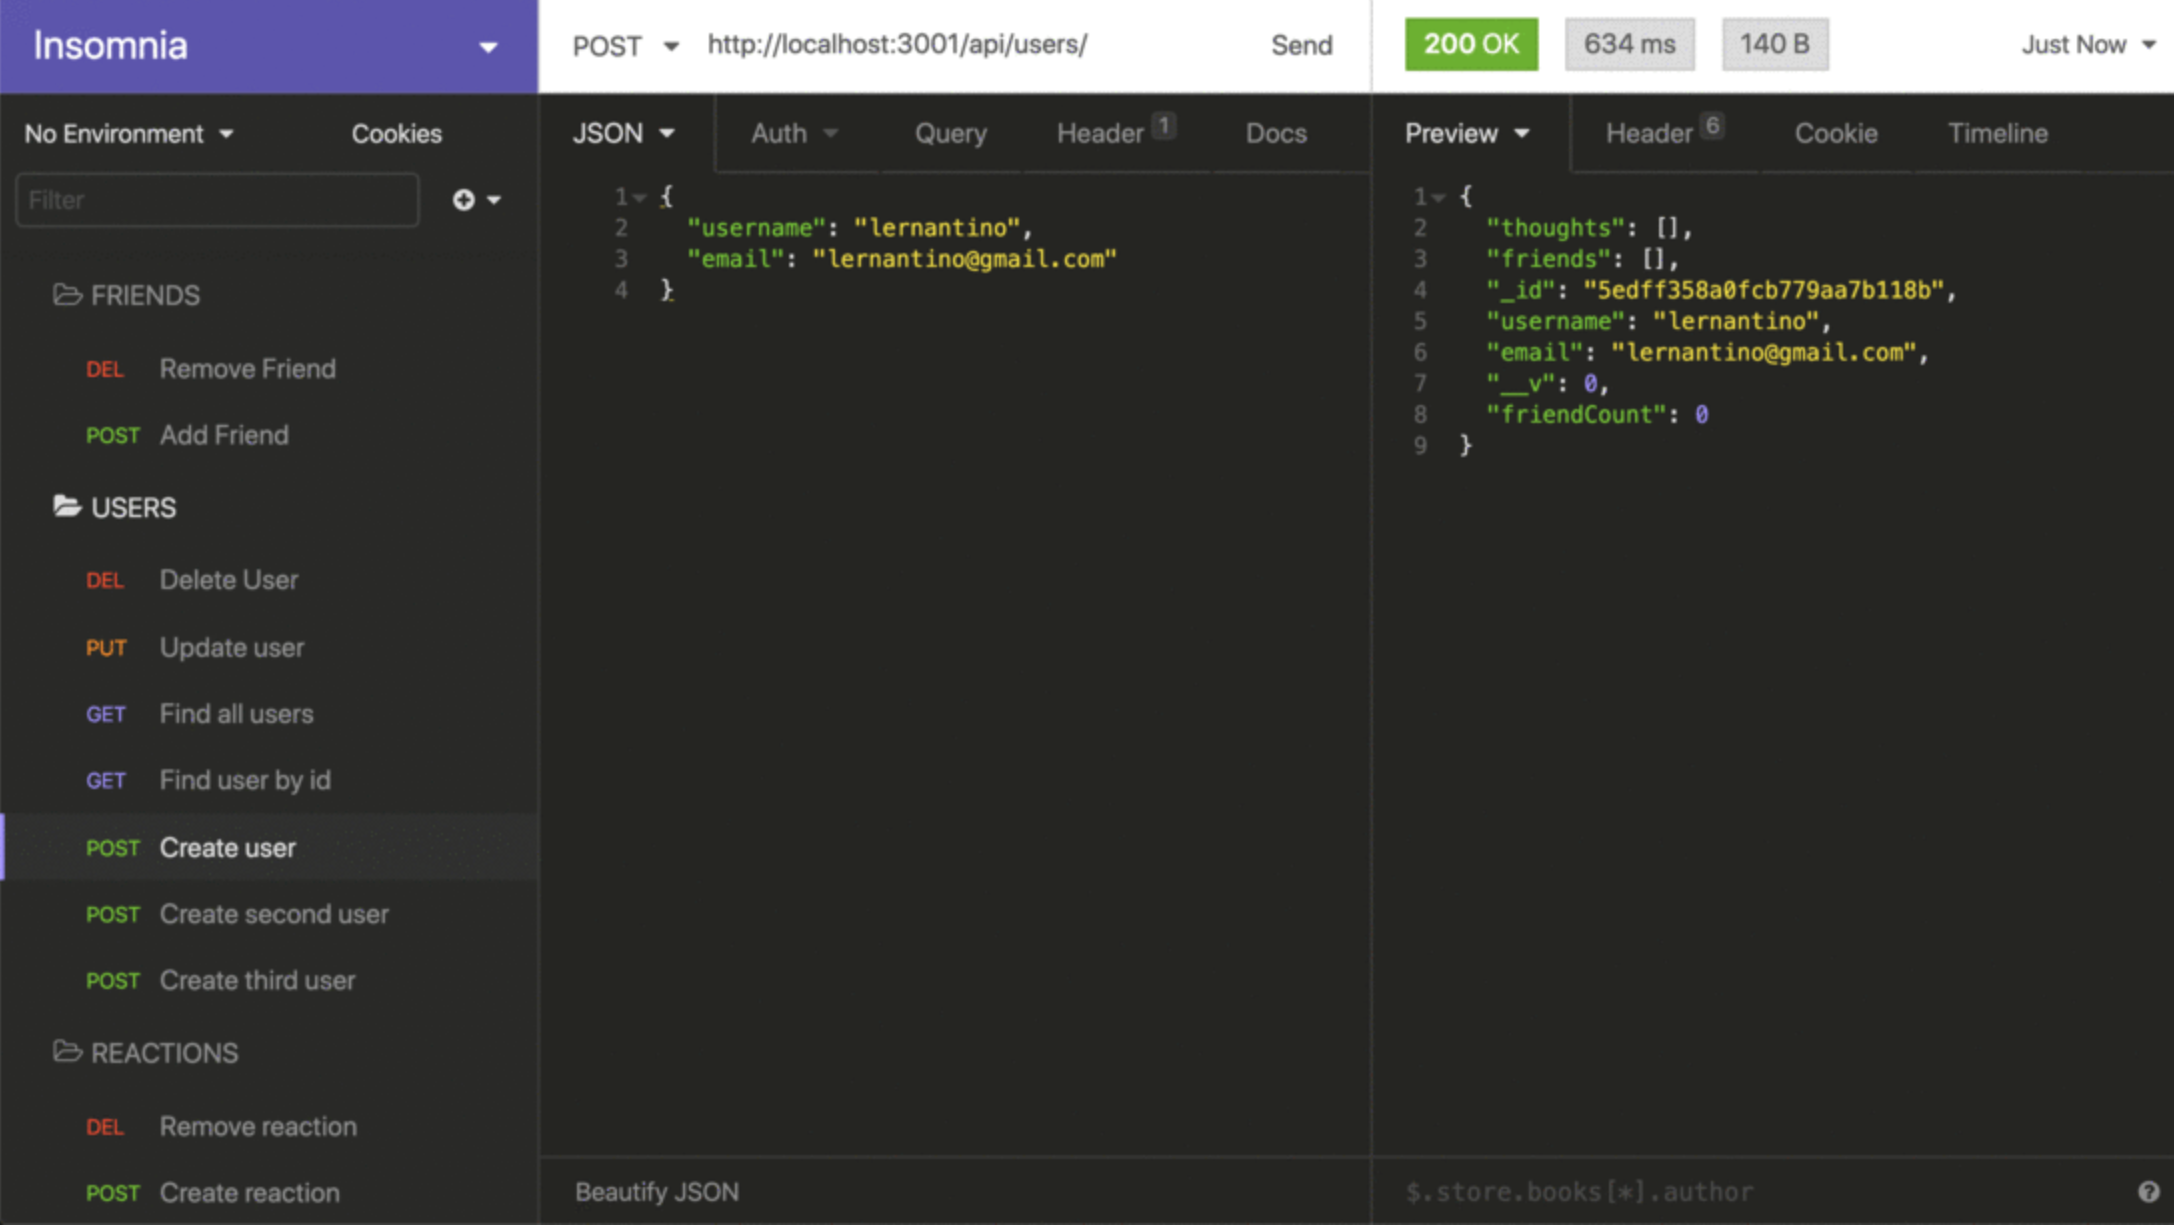 Insomnia
POST http://localhost:3001/api/users/ Send
200 OK 634 ms 140 B Just Now
No Environment Cookies
Filter
FRIENDS
DEL Remove Friend
POST Add Friend
USERS
DEL Delete User
PUT Update user
GET Find all users
GET Find user by id
POST Create user
POST Create second user
POST Create third user
REACTIONS
DEL Remove reaction
POST Create reaction
JSON Auth Query Header 1 Docs
1 {
2 "username": "lernantino",
3 "email": "lernantino@gmail.com"
4 }
Beautify JSON
Preview Header 6 Cookie Timeline
1 {
2 "thoughts": [],
3 "friends": [],
4 "_id": "5edff358a0fcb779aa7b118b",
5 "username": "lernantino",
6 "email": "lernantino@gmail.com",
7 "__v": 0,
8 "friendCount": 0
9 }
$.store.books[*].author